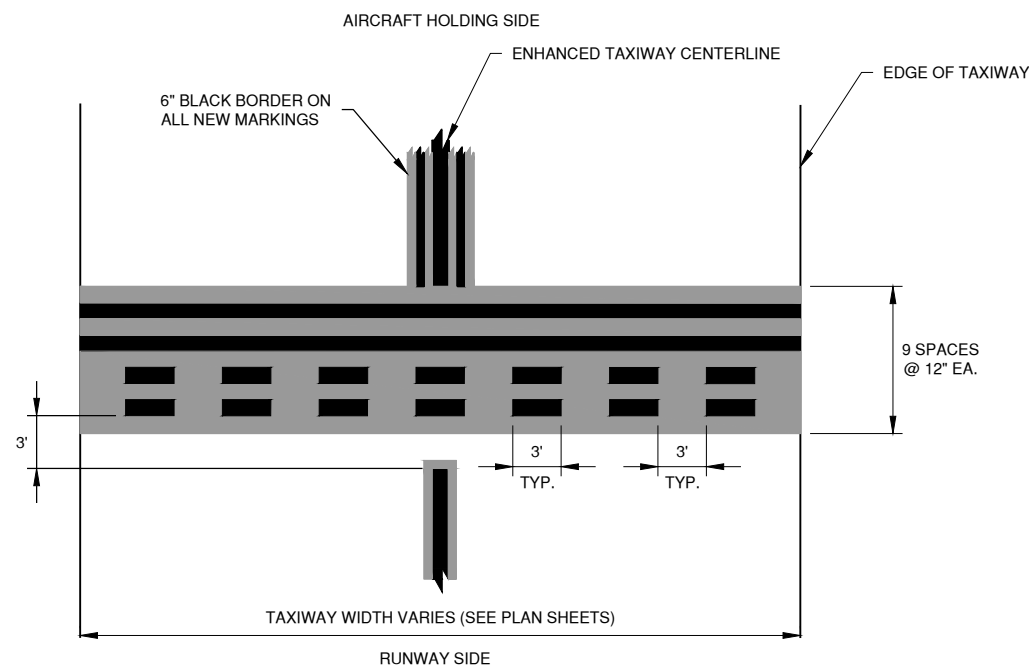 AIRCRAFT HOLDING SIDE
ENHANCED TAXIWAY CENTERLINE
EDGE OF TAXIWAY
6" BLACK BORDER ON
ALL NEW MARKINGS
9 SPACES
@ 12" EA.
3'
3'
TYP.
3'
TYP.
TAXIWAY WIDTH VARIES (SEE PLAN SHEETS)
RUNWAY SIDE